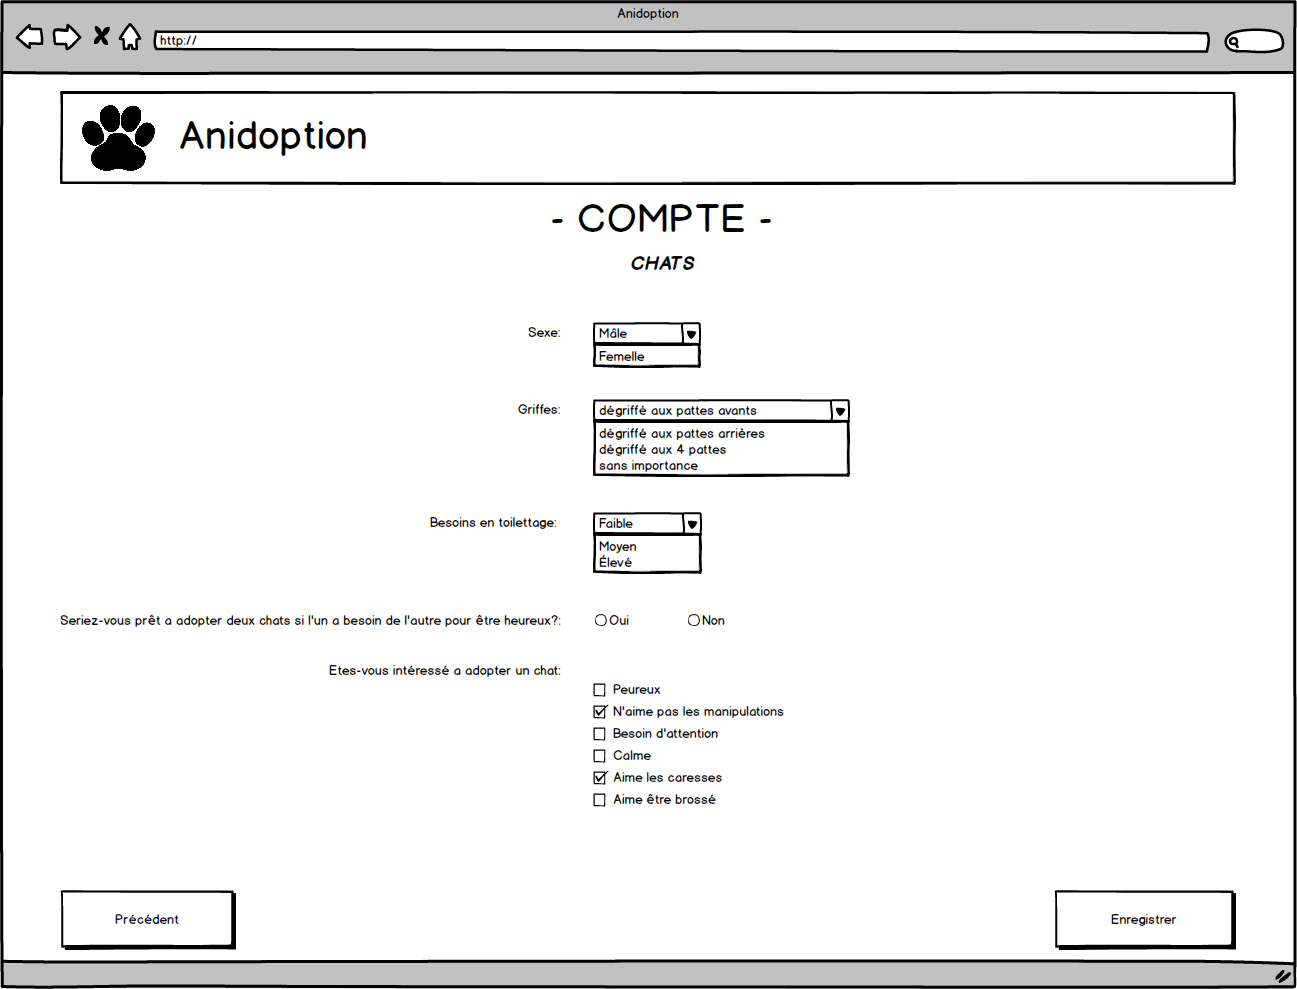 Anidoption
http://
Anidoption
- COMPTE -
CHATS
Sexe:
Mâle
Femelle
Griffes:
dégriffé aux pattes avants
dégriffé aux pattes arrières
dégriffé aux 4 pattes
sans importance
Besoins en toilettage:
Faible
Moyen
Élevé
Seriez-vous prêt a adopter deux chats si l'un a besoin de l'autre pour être heureux?:
Oui
Non
Etes-vous intéressé a adopter un chat:
Peureux
N'aime pas les manipulations
Besoin d'attention
Calme
Aime les caresses
Aime être brossé
Précédent
Enregistrer